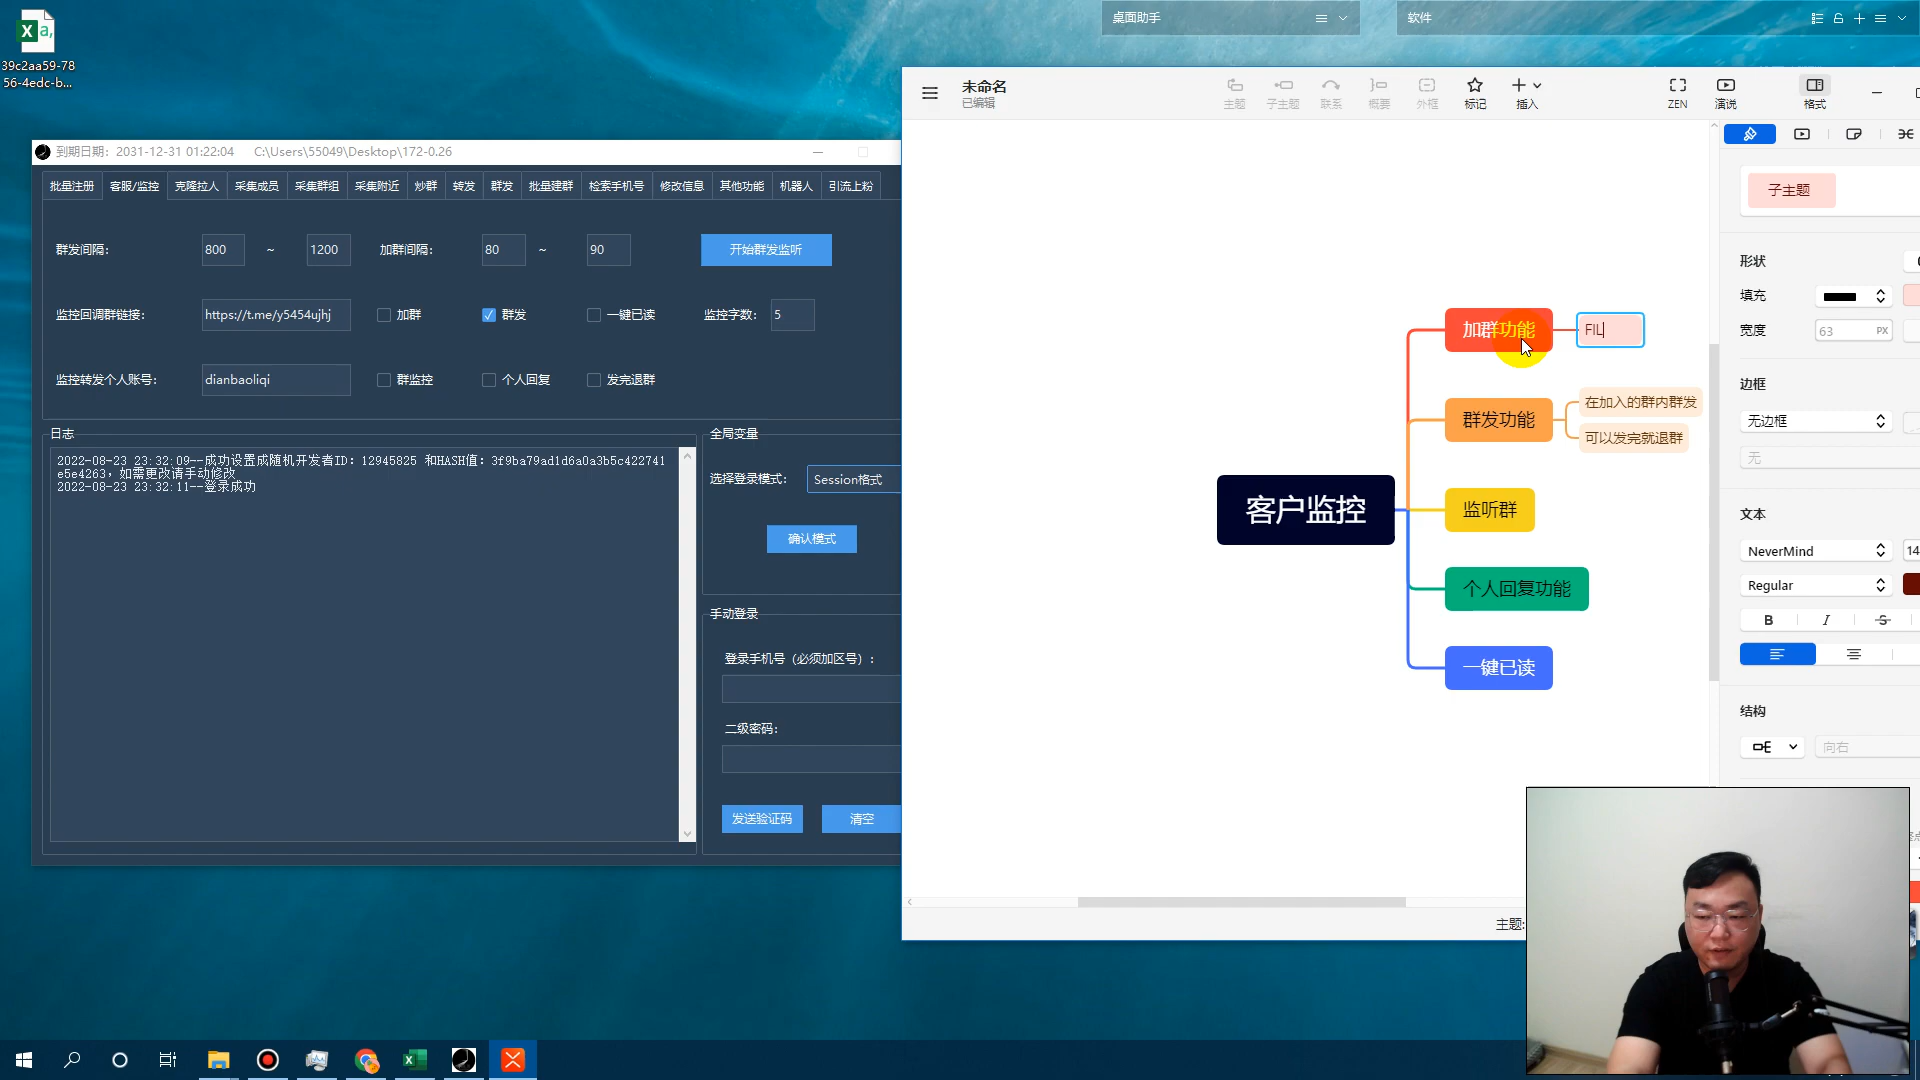 39c2aa59-78
56-4edc-b...
桌面助手
软件
到期日期：2031-12-31 01:22:04 C:\Users\55049\Desktop\172-0.26
批量注册 客服/监控 克隆拉人 采集成员 采集群组 采集附近 炒群 转发 群发 批量建群 检索手机号 修改信息 其他功能 机器人 引流上粉
群发间隔: 800 ~ 1200 加群间隔: 80 ~ 90 开始群发监听
监控回调群链接: https://t.me/y5454ujhj 加群 群发 一键已读 监控字数: 5
监控转发个人账号: dianbaoliqi 群监控 个人回复 发完退群
日志
2022-08-23 23:32:09--成功设置成随机开发者ID：12945825 和HASH值：3f9ba79ad1d6a0a3b5c422741
e5e4263，如需更改请手动修改
2022-08-23 23:32:11--登录成功
全局变量
选择登录模式: Session格式
确认模式
手动登录
登录手机号（必须加区号）:
二级密码:
发送验证码 清空
未命名
已编辑
主题 子主题 联系 概要 外框 标记 插入 ZEN 演说 格式
加群功能 FIL
群发功能
在加入的群内群发
可以发完就退群
客户监控
监听群
个人回复功能
一键已读
主题:
子主题
形状
填充
宽度 63 PX
边框
无边框
无
文本
NeverMind 14
Regular
B I S
结构
向右